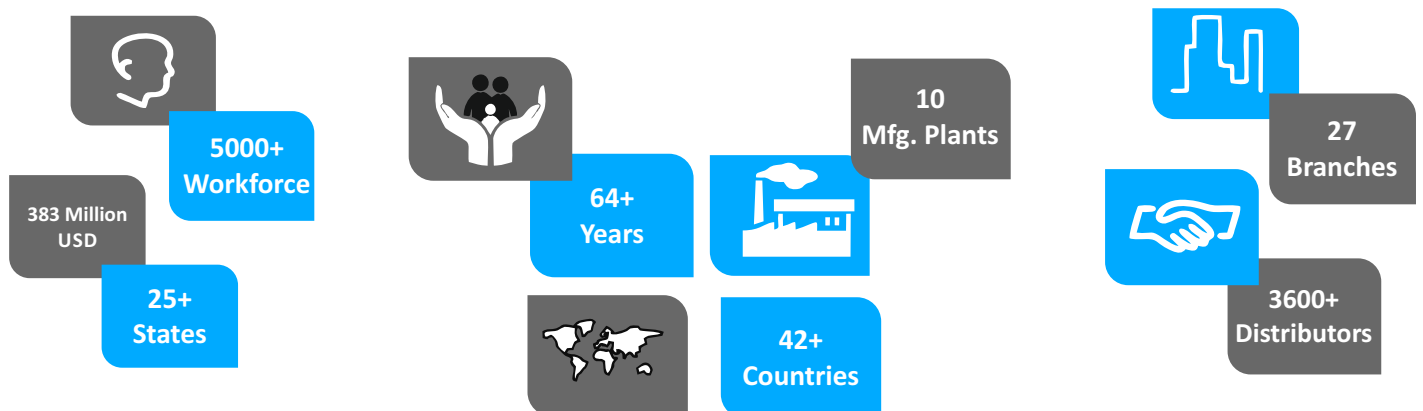 5000+
Workforce
383 Million
USD
25+
States
64+
Years
10
Mfg. Plants
42+
Countries
27
Branches
3600+
Distributors